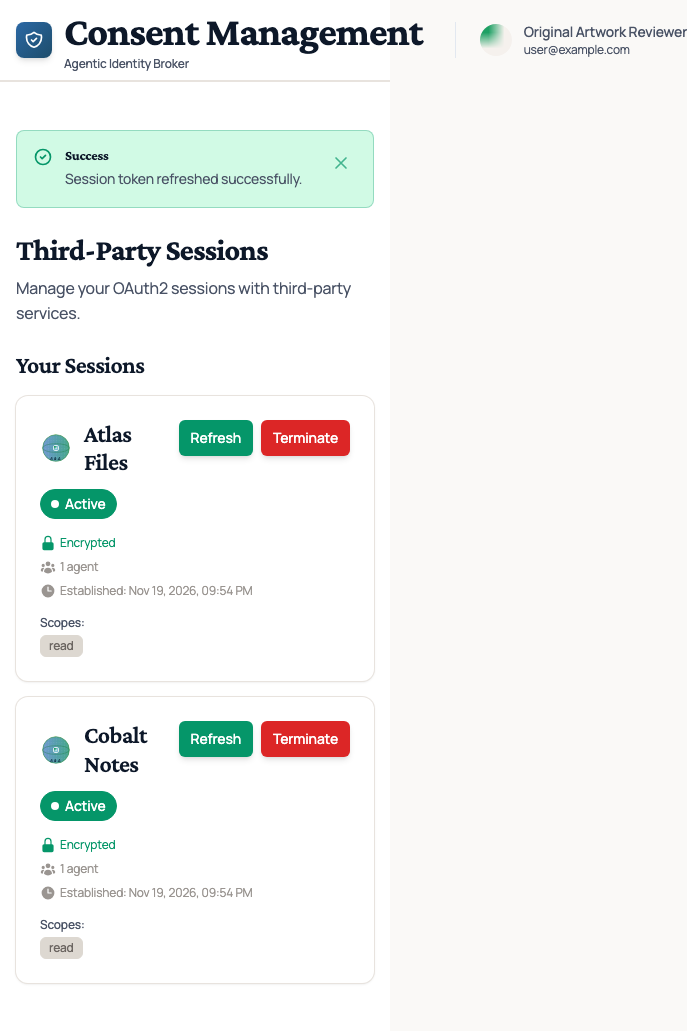 Consent Management
Agentic Identity Broker
Original Artwork Reviewer
user@example.com
Success
Session token refreshed successfully.
Third-Party Sessions
Manage your OAuth2 sessions with third-party
services.
Your Sessions
Atlas
Files
Refresh
Terminate
Active
Encrypted
1 agent
Established: Nov 19, 2026, 09:54 PM
Scopes:
read
Cobalt
Notes
Refresh
Terminate
Active
Encrypted
1 agent
Established: Nov 19, 2026, 09:54 PM
Scopes:
read